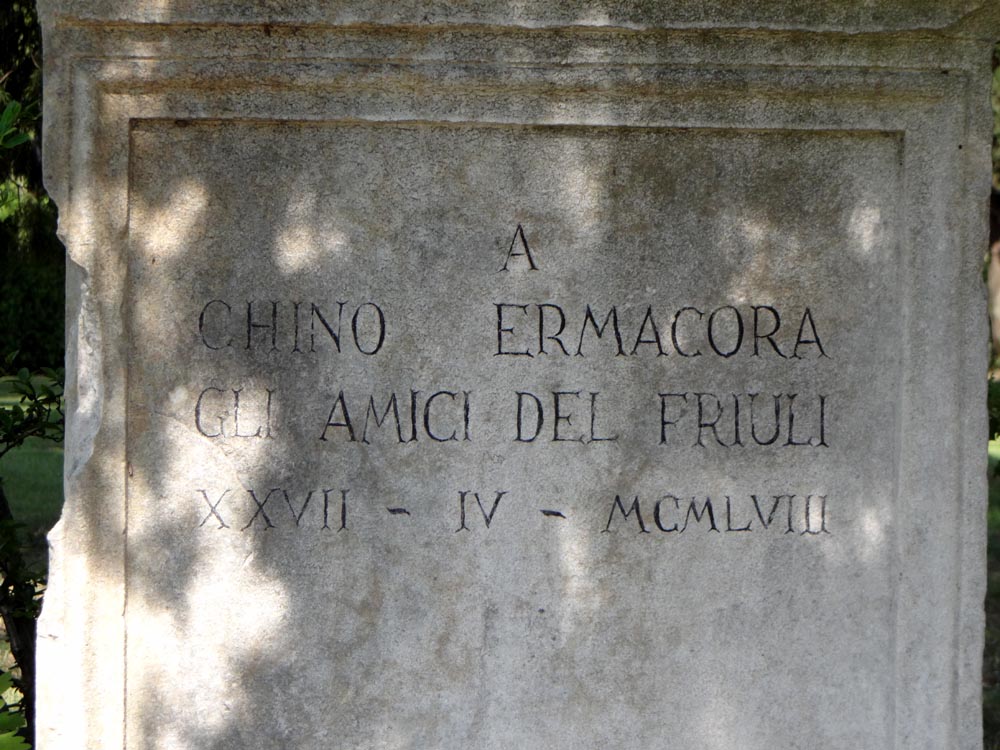 A
CHINO ERMACORA
GLI AMICI DEL FRIULI
XXVII - IV - MCMLVIII